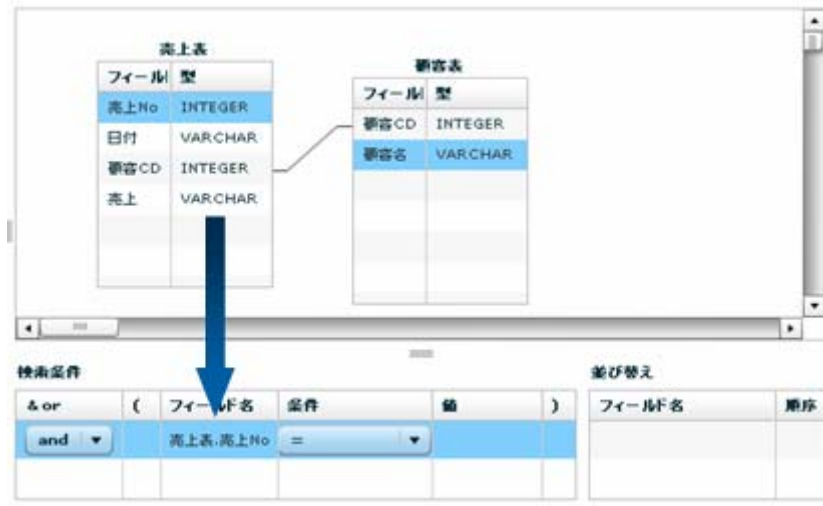 売上表
フィール 型
売上No INTEGER
日付 VARCHAR
顧客CD INTEGER
売上 VARCHAR
顧客表
フィール 型
顧客CD INTEGER
顧客名 VARCHAR
検索条件
& or ( フィールド名 条件 値 )
and 売上表.売上No =
並び替え
フィールド名 順序